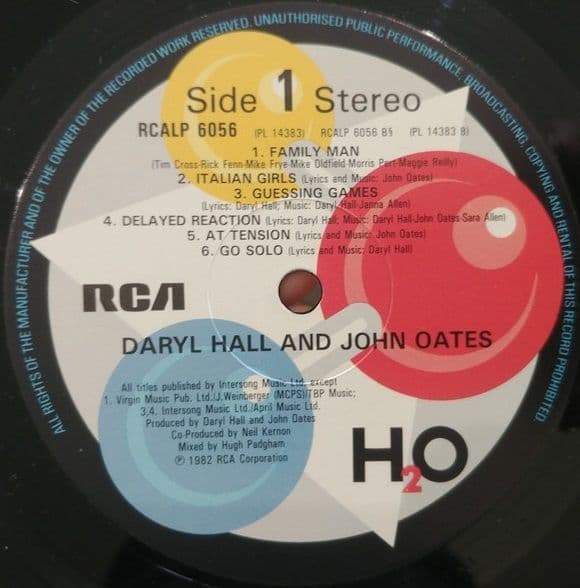 ALL RIGHTS OF THE MANUFACTURER AND OF THE OWNER OF THE RECORDED WORK RESERVED. UNAUTHORISED PUBLIC PERFORMANCE, BROADCASTING, COPYING AND RENTAL OF THIS RECORD PROHIBITED.
Side 1 Stereo
RCALP 6056 (PL 14383) RCALP 6056 B§ (PL 14383 B)
1. FAMILY MAN
(Tim Cross-Rick Fenn-Mike Frye-Mike Oldfield-Morris Pert-Maggie Reilly)
2. ITALIAN GIRLS (Lyrics and Music: John Oates)
3. GUESSING GAMES
(Lyrics: Daryl Hall; Music: Daryl Hall-Janna Allen)
4. DELAYED REACTION (Lyrics: Daryl Hall; Music: Daryl Hall-John Oates-Sara Allen)
5. AT TENSION (Lyrics and Music: John Oates)
6. GO SOLO (Lyrics and Music: Daryl Hall)
RCA
DARYL HALL AND JOHN OATES
All titles published by Intersong Music Ltd. except
1. Virgin Music Pub. Ltd./J.Weinberger (MCPS)/TBP Music;
3,4. Intersong Music Ltd./April Music Ltd.
Produced by Daryl Hall and John Oates
Co-Produced by Neil Kernon
Mixed by Hugh Padgham
℗ 1982 RCA Corporation
H2O